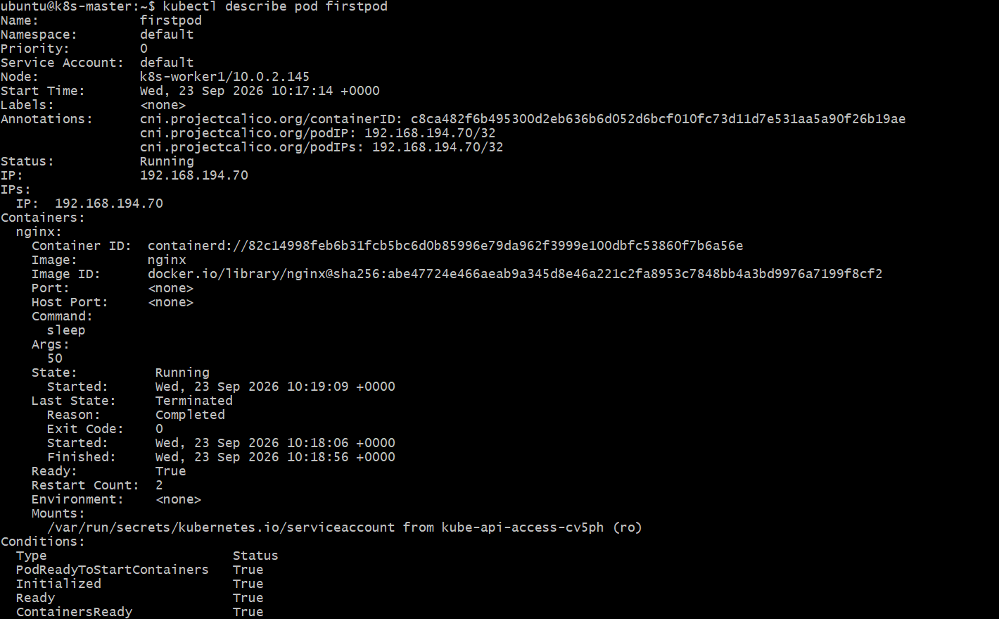 ubuntu@k8s-master:~$ kubectl describe pod firstpod
Name:             firstpod
Namespace:        default
Priority:         0
Service Account:  default
Node:             k8s-worker1/10.0.2.145
Start Time:       Wed, 23 Sep 2026 10:17:14 +0000
Labels:           <none>
Annotations:      cni.projectcalico.org/containerID: c8ca482f6b495300d2eb636b6d052d6bcf010fc73d11d7e531aa5a90f26b19ae
                  cni.projectcalico.org/podIP: 192.168.194.70/32
                  cni.projectcalico.org/podIPs: 192.168.194.70/32
Status:           Running
IP:               192.168.194.70
IPs:
  IP:  192.168.194.70
Containers:
  nginx:
    Container ID:  containerd://82c14998feb6b31fcb5bc6d0b85996e79da962f3999e100dbfc53860f7b6a56e
    Image:         nginx
    Image ID:      docker.io/library/nginx@sha256:abe47724e466aeab9a345d8e46a221c2fa8953c7848bb4a3bd9976a7199f8cf2
    Port:          <none>
    Host Port:     <none>
    Command:
      sleep
    Args:
      50
    State:          Running
      Started:      Wed, 23 Sep 2026 10:19:09 +0000
    Last State:     Terminated
      Reason:       Completed
      Exit Code:    0
      Started:      Wed, 23 Sep 2026 10:18:06 +0000
      Finished:     Wed, 23 Sep 2026 10:18:56 +0000
    Ready:          True
    Restart Count:  2
    Environment:    <none>
    Mounts:
      /var/run/secrets/kubernetes.io/serviceaccount from kube-api-access-cv5ph (ro)
Conditions:
  Type                        Status
  PodReadyToStartContainers   True
  Initialized                 True
  Ready                       True
  ContainersReady             True